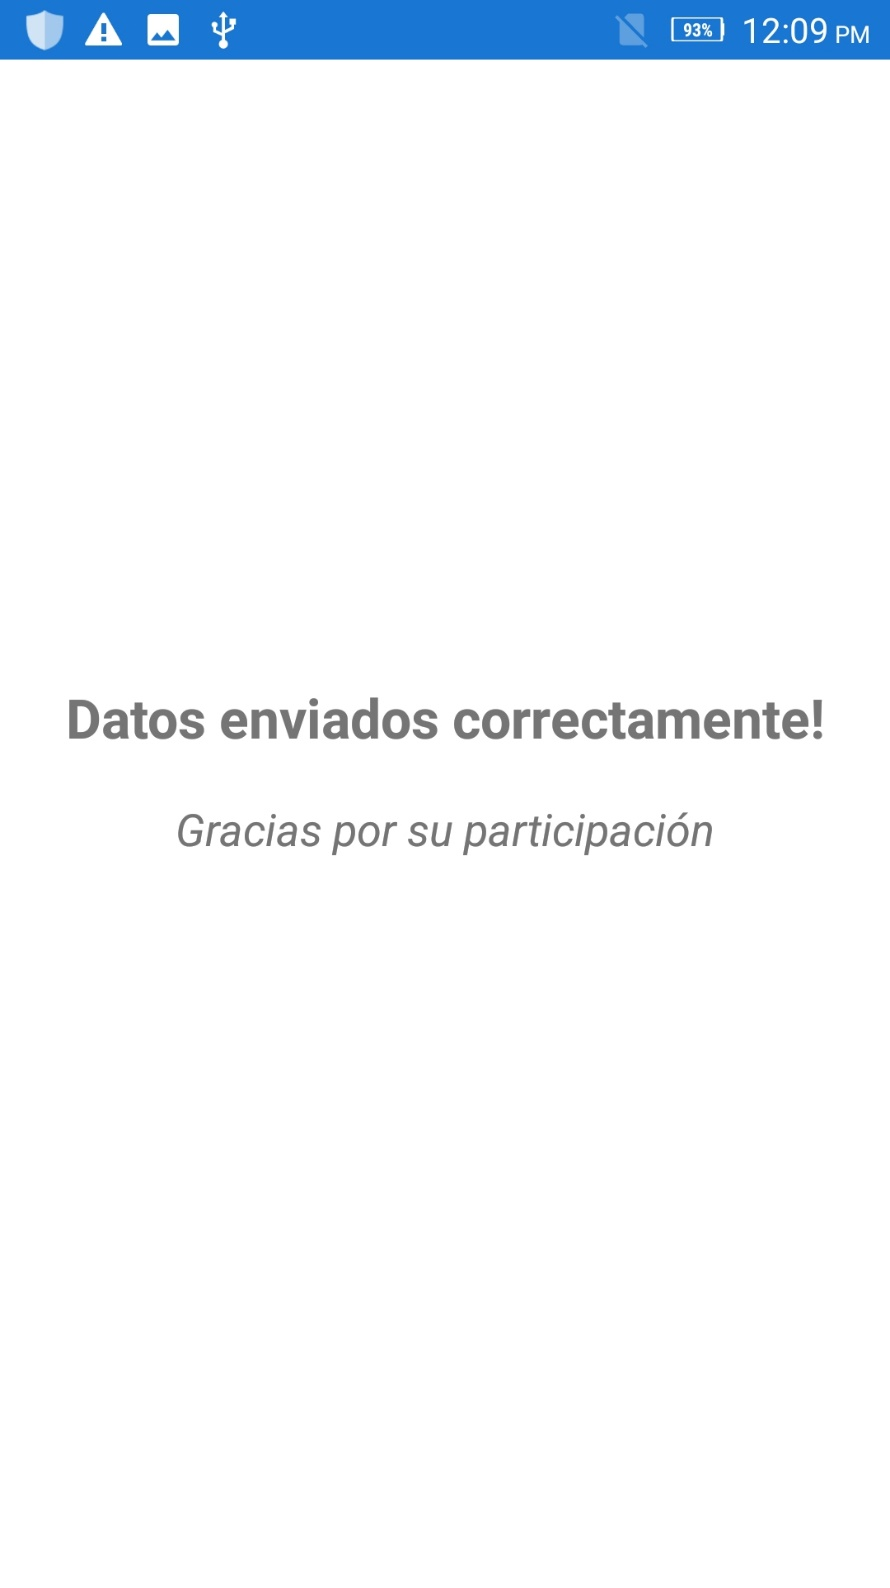 93% 12:09 PM
Datos enviados correctamente!
Gracias por su participación